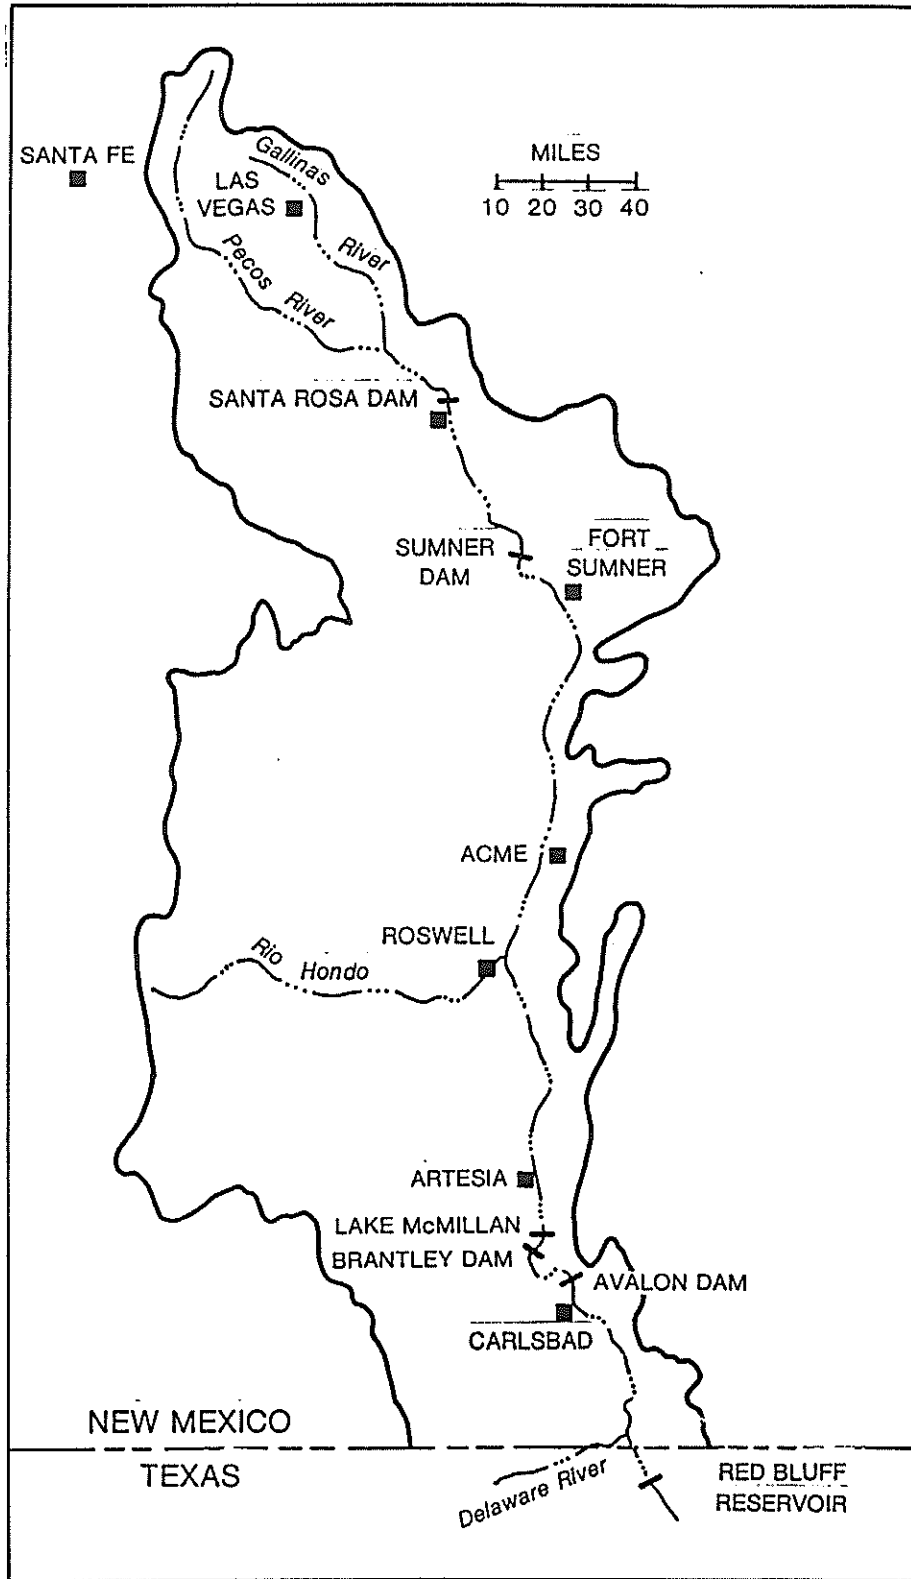 SANTA FE
Gallinas
River
MILES
10 20 30 40
LAS
VEGAS
Pecos
River
SANTA ROSA DAM
SUMNER
DAM
FORT
SUMNER
ACME
ROSWELL
Rio
Hondo
ARTESIA
LAKE McMILLAN
BRANTLEY DAM
AVALON DAM
CARLSBAD
NEW MEXICO
TEXAS
Delaware River
RED BLUFF
RESERVOIR